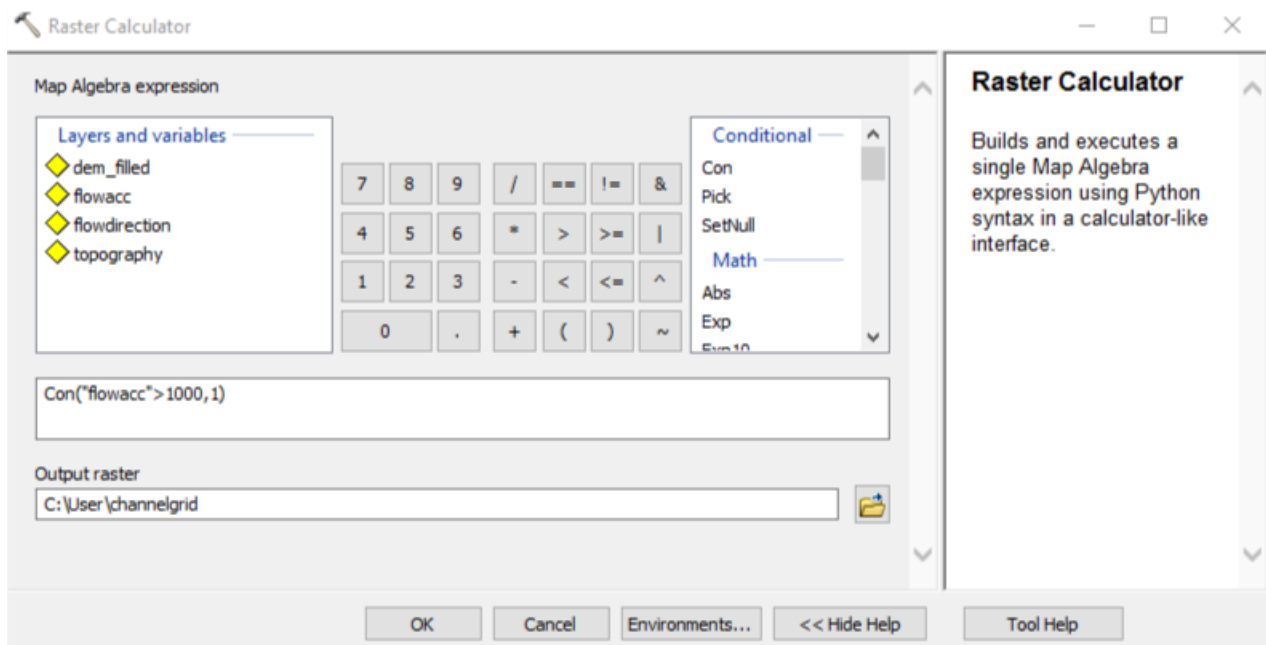 Raster Calculator
Map Algebra expression
Layers and variables
dem_filled
flowacc
flowdirection
topography
7 8 9 / == != &
4 5 6 * > >= |
1 2 3 - < <= ^
0 . + ( ) ~
Conditional
Con
Pick
SetNull
Math
Abs
Exp
Exp10
Con("flowacc">1000,1)
Output raster
C:\User\channelgrid
OK Cancel Environments... << Hide Help Tool Help
Raster Calculator
Builds and executes a
single Map Algebra
expression using Python
syntax in a calculator-like
interface.